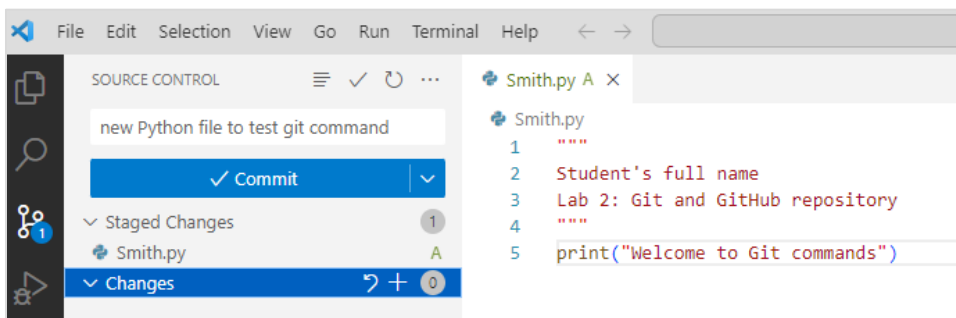 File Edit Selection View Go Run Terminal Help
SOURCE CONTROL
new Python file to test git command
Commit
Staged Changes 1
Smith.py A
Changes 0
1
Smith.py A
Smith.py
1 """
2 Student's full name
3 Lab 2: Git and GitHub repository
4 """
5 print("Welcome to Git commands")